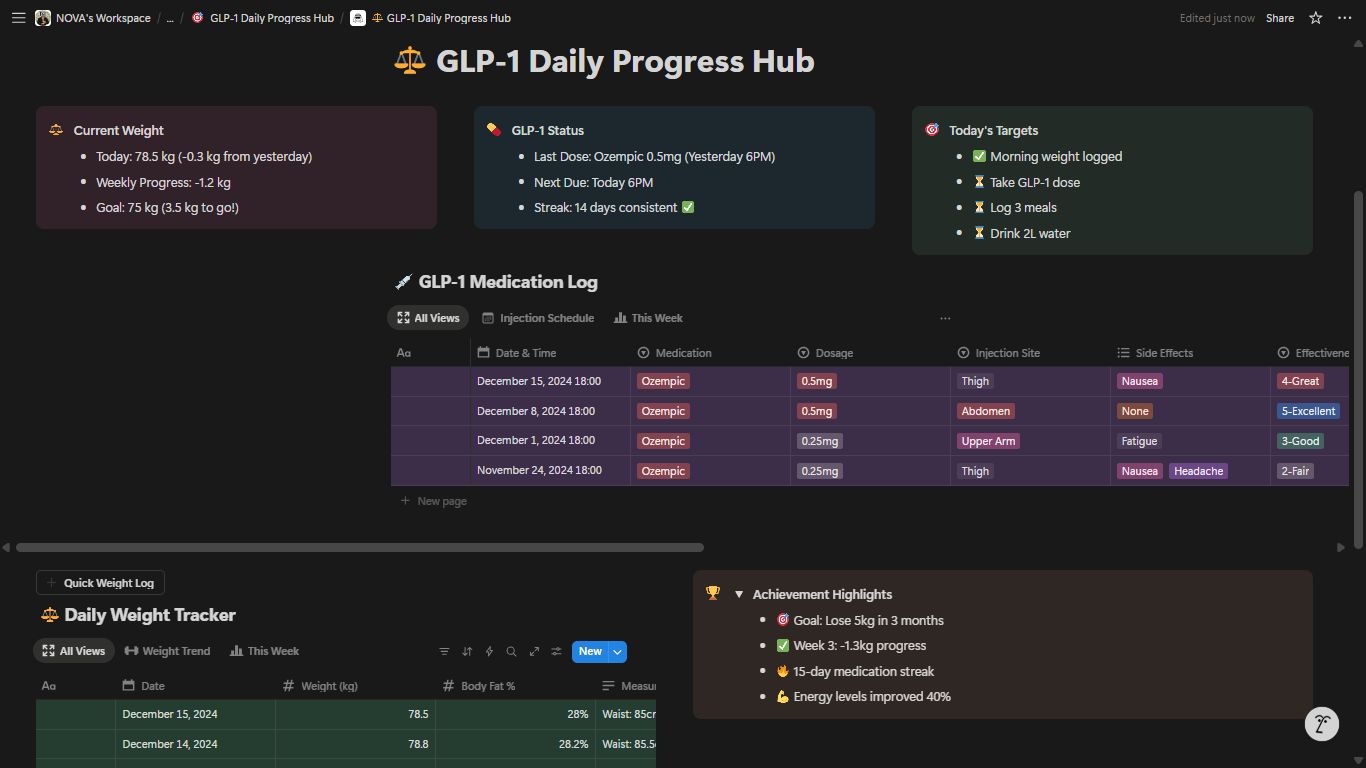 NOVA's Workspace / ... / GLP-1 Daily Progress Hub / GLP-1 Daily Progress Hub
Edited just now Share
GLP-1 Daily Progress Hub
Current Weight
Today: 78.5 kg (-0.3 kg from yesterday)
Weekly Progress: -1.2 kg
Goal: 75 kg (3.5 kg to go!)
GLP-1 Status
Last Dose: Ozempic 0.5mg (Yesterday 6PM)
Next Due: Today 6PM
Streak: 14 days consistent ✅
Today's Targets
✅ Morning weight logged
⏳ Take GLP-1 dose
⏳ Log 3 meals
⏳ Drink 2L water
GLP-1 Medication Log
All Views Injection Schedule This Week
Aa Date & Time Medication Dosage Injection Site Side Effects Effectivene
December 15, 2024 18:00 Ozempic 0.5mg Thigh Nausea 4-Great
December 8, 2024 18:00 Ozempic 0.5mg Abdomen None 5-Excellent
December 1, 2024 18:00 Ozempic 0.25mg Upper Arm Fatigue 3-Good
November 24, 2024 18:00 Ozempic 0.25mg Thigh Nausea Headache 2-Fair
+ New page
+ Quick Weight Log
Daily Weight Tracker
All Views Weight Trend This Week New
Aa Date # Weight (kg) # Body Fat % Measur
December 15, 2024 78.5 28% Waist: 85cm
December 14, 2024 78.8 28.2% Waist: 85.5
Achievement Highlights
🎯 Goal: Lose 5kg in 3 months
✅ Week 3: -1.3kg progress
🔥 15-day medication streak
💪 Energy levels improved 40%